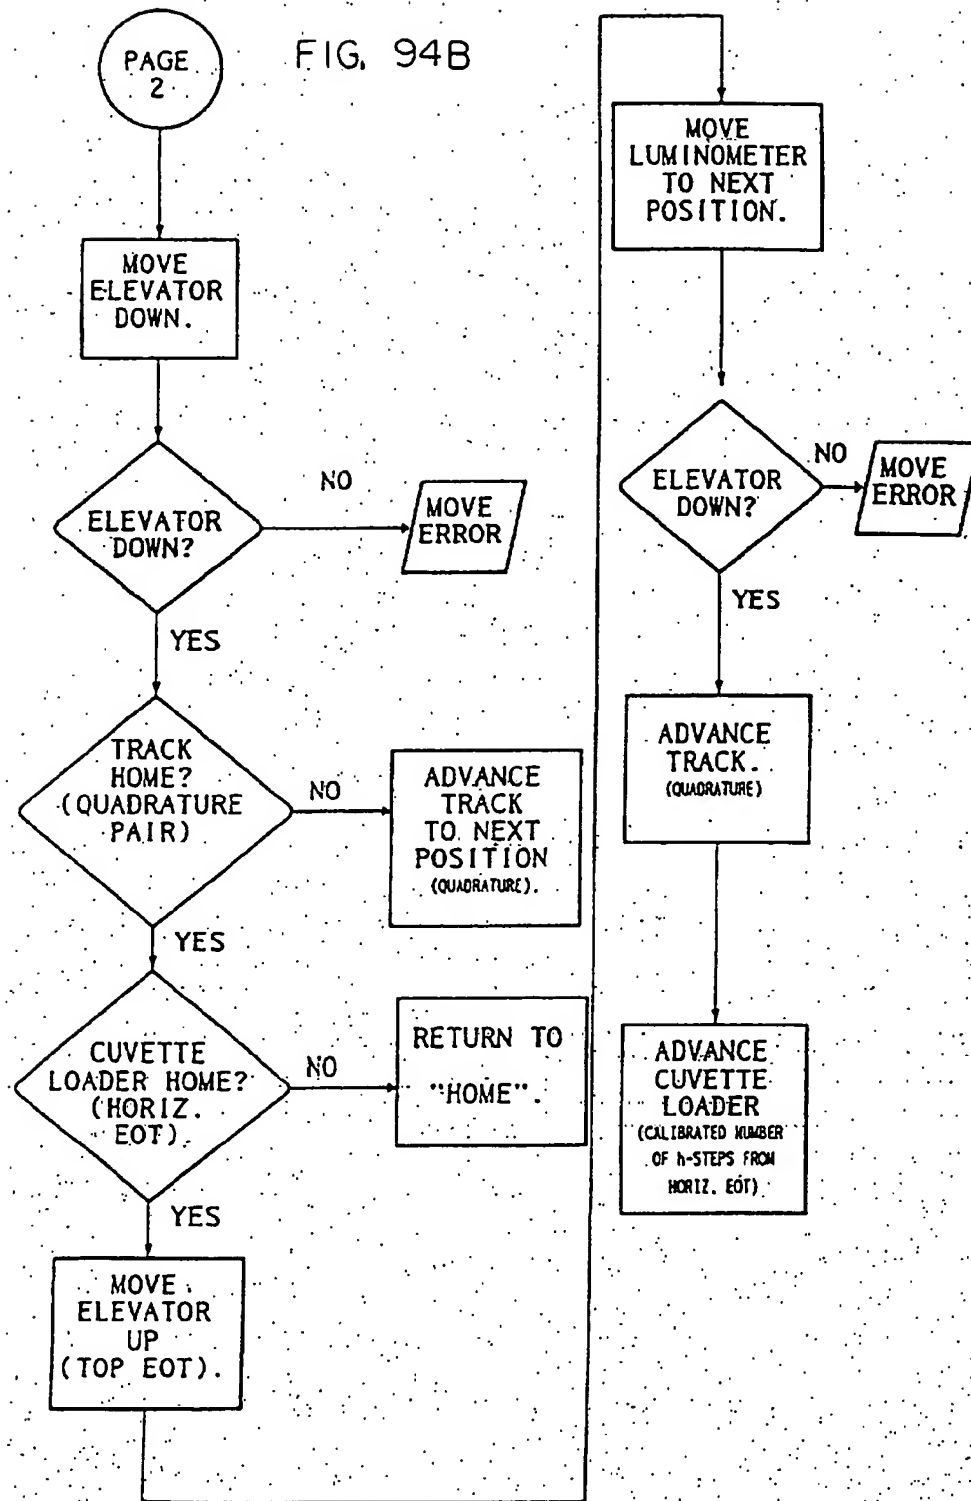 FIG. 94B
PAGE
2
MOVE
ELEVATOR
DOWN.
ELEVATOR
DOWN?
NO
MOVE
ERROR
YES
TRACK
HOME?
(QUADRATURE
PAIR)
NO
ADVANCE
TRACK
TO NEXT
POSITION
(QUADRATURE).
YES
CUVETTE
LOADER HOME?
(HORIZ.
EOT)
NO
RETURN TO
"HOME".
YES
MOVE
ELEVATOR
UP
(TOP EOT).
MOVE
LUMINOMETER
TO NEXT
POSITION.
ELEVATOR
DOWN?
NO
MOVE
ERROR
YES
ADVANCE
TRACK.
(QUADRATURE)
ADVANCE
CUVETTE
LOADER
(CALIBRATED NUMBER
OF h-STEPS FROM
HORIZ. EOT)